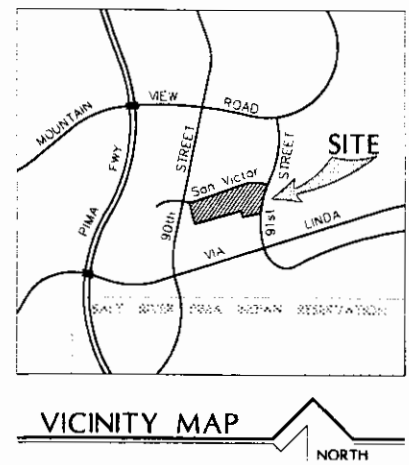 MOUNTAIN VIEW ROAD
SITE
PIMA FWY
90th STREET
San Victor
91st STREET
VIA LINDA
SALT RIVER PIMA INDIAN RESERVATION
VICINITY MAP
NORTH